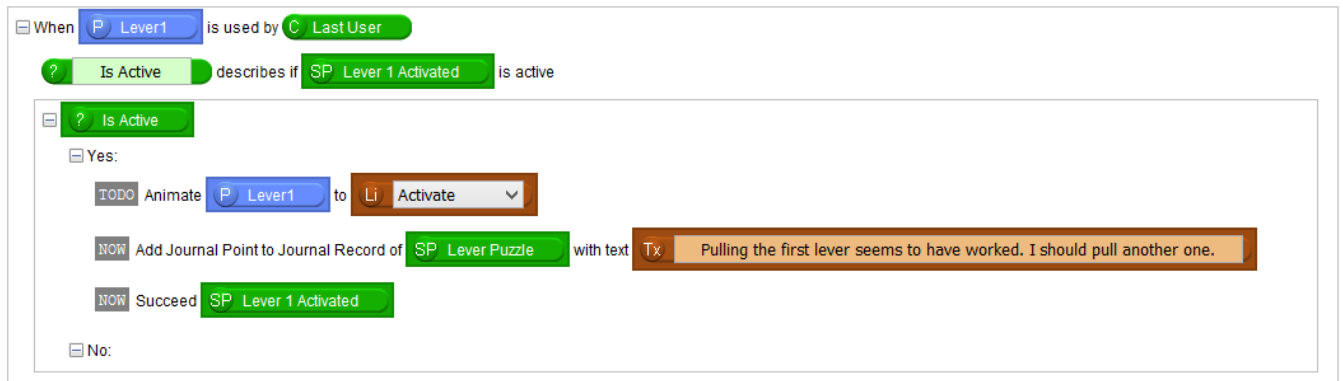 When P Lever1 is used by C Last User
? Is Active describes if SP Lever 1 Activated is active
? Is Active
Yes:
TODO Animate P Lever1 to Li Activate
NOW Add Journal Point to Journal Record of SP Lever Puzzle with text Tx Pulling the first lever seems to have worked. I should pull another one.
NOW Succeed SP Lever 1 Activated
No: